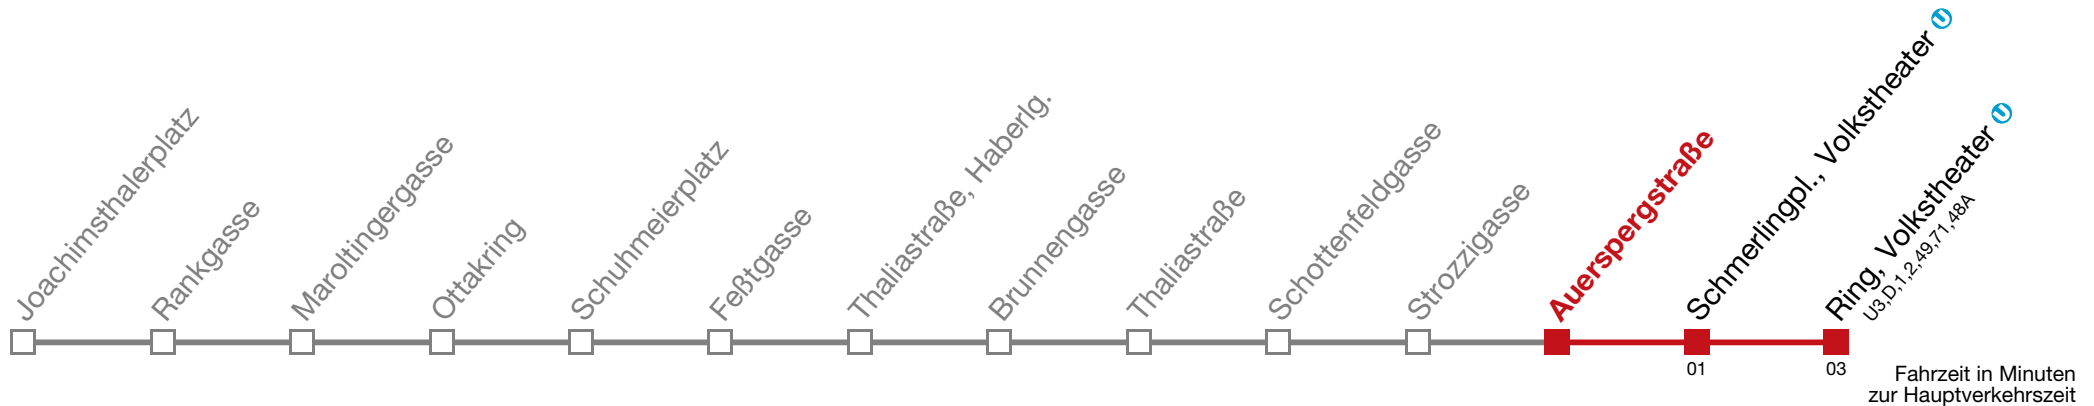 Joachimsthalerplatz
Rankgasse
Maroltingergasse
Ottakring
Schuhmeierplatz
Feßtgasse
Thaliastraße, Haberlg.
Brunnengasse
Thaliastraße
Schottenfeldgasse
Strozzigasse
Auerspergstraße
Schmerlingpl., Volkstheater U
Ring, Volkstheater U
U3,D,1,2,49,71,48A
01
03
Fahrzeit in Minuten
zur Hauptverkehrszeit